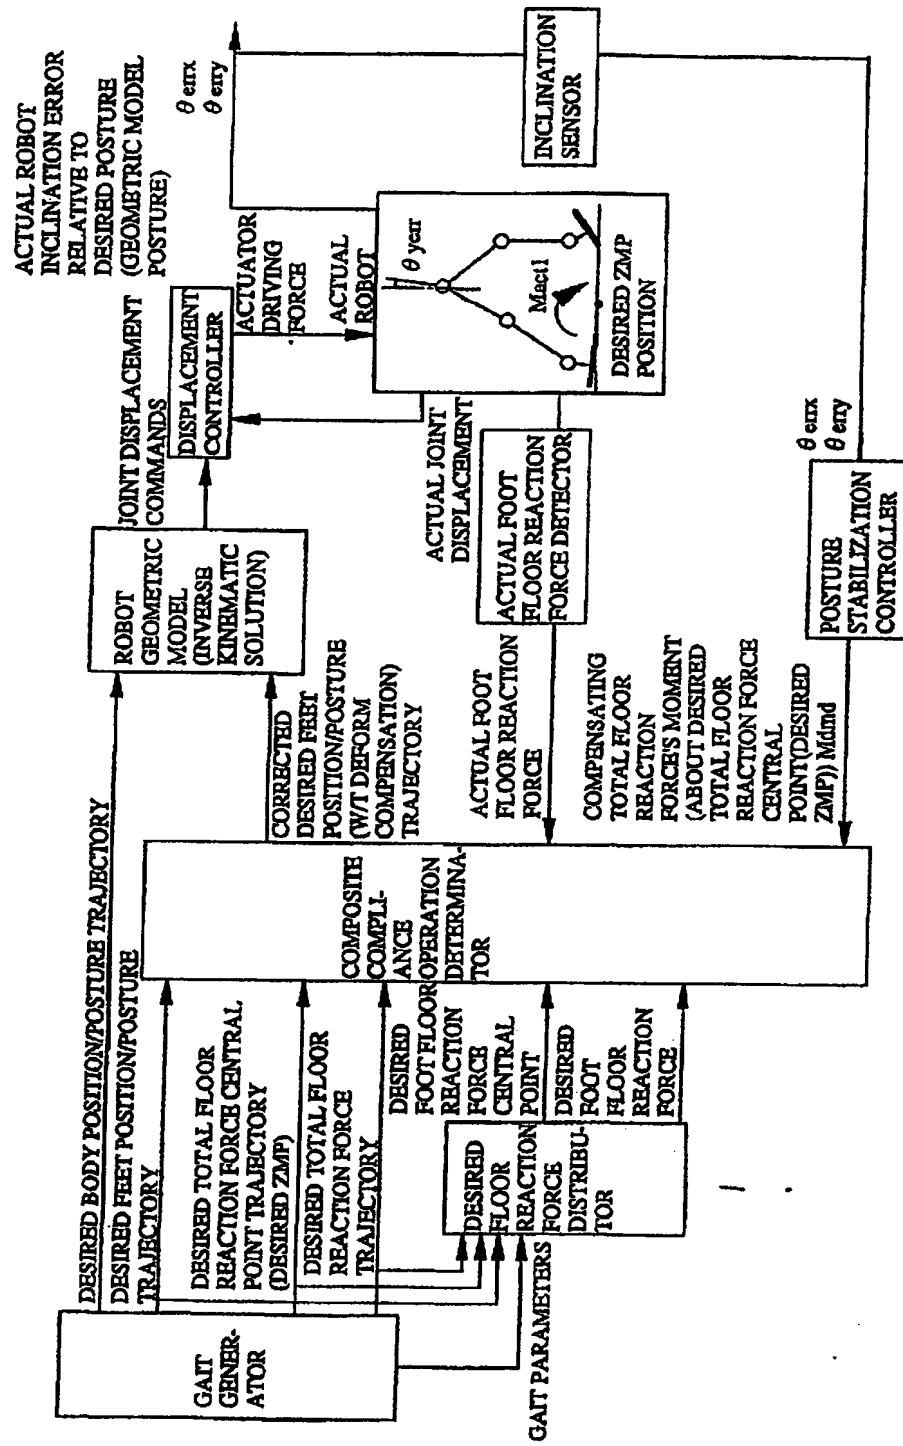 GAIT
GENER-
ATOR
DESIRED BODY POSITION/POSTURE TRAJECTORY
DESIRED FEET POSITION/POSTURE
TRAJECTORY
DESIRED TOTAL FLOOR
REACTION FORCE CENTRAL
POINT TRAJECTORY
(DESIRED ZMP)
DESIRED TOTAL FLOOR
REACTION FORCE
TRAJECTORY
GAIT PARAMETERS
DESIRED
FLOOR
REACTION
FORCE
DISTRIBU-
TOR
DESIRED
FOOT FLOOR
REACTION
FORCE
CENTRAL
POINT
DESIRED
FOOT
FLOOR
REACTION
FORCE
COMPOSITE
COMPLI-
ANCE
OPERATION
DETERMINA-
TOR
CORRECTED
DESIRED FEET
POSITION/POSTURE
(W/T DEFORM
COMPENSATION)
TRAJECTORY
ROBOT
GEOMETRIC
MODEL
(INVERSE
KINEMATIC
SOLUTION)
JOINT DISPLACEMENT
COMMANDS
DISPLACEMENT
CONTROLLER
ACTUATOR
DRIVING
FORCE
ACTUAL
ROBOT
ACTUAL JOINT
DISPLACEMENT
ACTUAL ROBOT
INCLINATION ERROR
RELATIVE TO
DESIRED POSTURE
(GEOMETRIC MODEL
POSTURE)
θ errx
θ erry
θ yerr
Mact1
DESIRED ZMP
POSITION
INCLINATION
SENSOR
ACTUAL FOOT
FLOOR REACTION
FORCE DETECTOR
ACTUAL FOOT
FLOOR REACTION
FORCE
COMPENSATING
TOTAL FLOOR
REACTION
FORCE'S MOMENT
(ABOUT DESIRED
TOTAL FLOOR
REACTION FORCE
CENTRAL
POINT(DESIRED
ZMP)) Mdmd
θ errx
θ erry
POSTURE
STABILIZATION
CONTROLLER